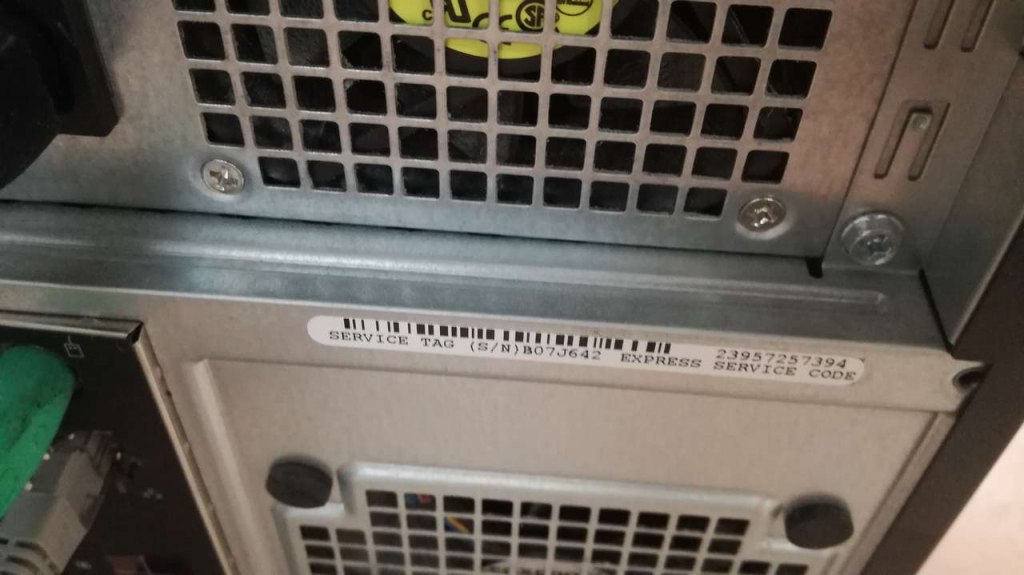 23957257394
SERVICE TAG (S/N)B07J642 EXPRESS SERVICE CODE